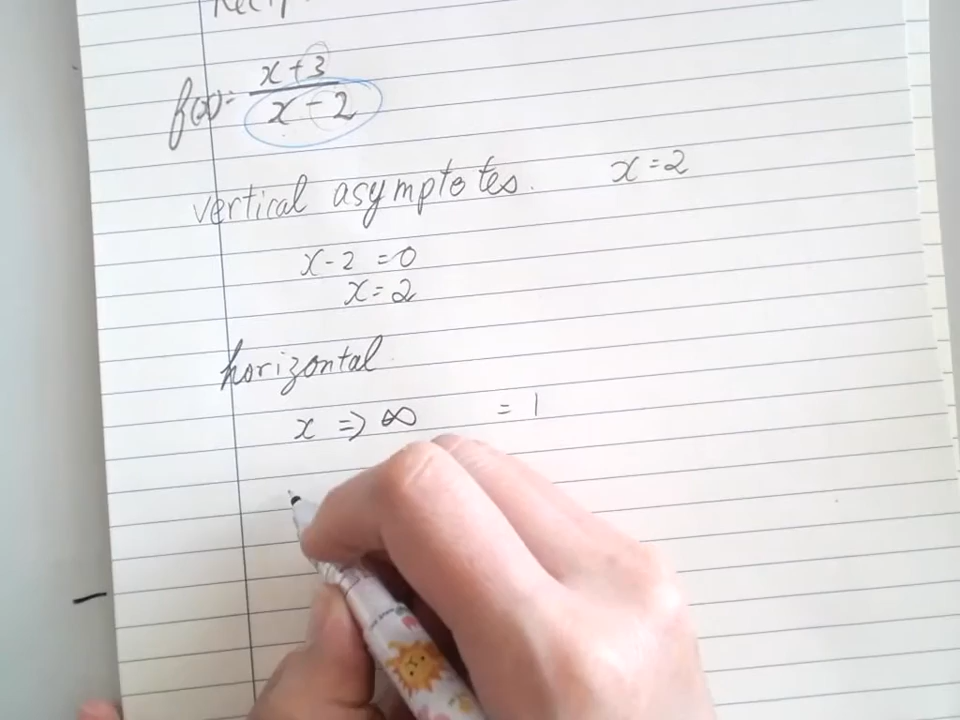 f(x) = x+3 / x-2
vertical asymptotes. x=2
x-2 =0
x=2
horizontal
x ⇒ ∞ = 1